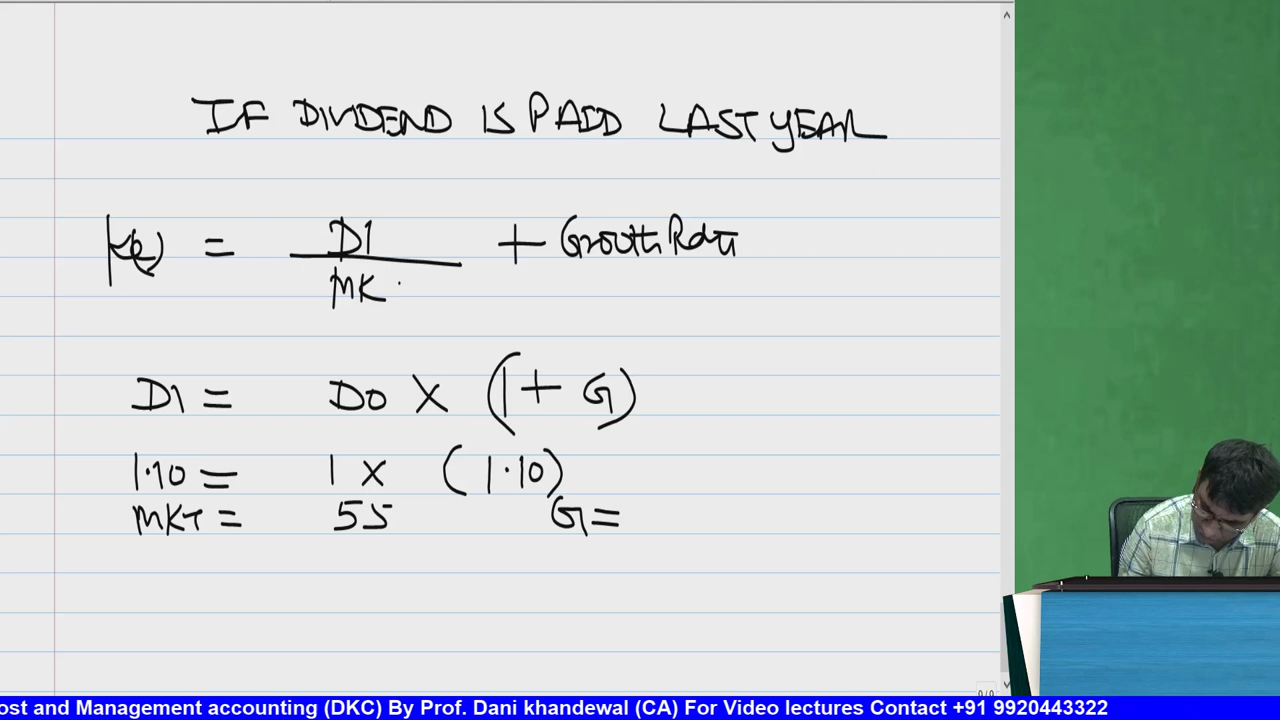 IF DIVIDEND IS PADD LAST YEAR
Ke = D1 + Growth Rate
MK
D1 = D0 X (1 + G)
1.10 = 1 X (1.10)
MKT = 55 G =
ost and Management accounting (DKC) By Prof. Dani khandewal (CA) For Video lectures Contact +91 9920443322